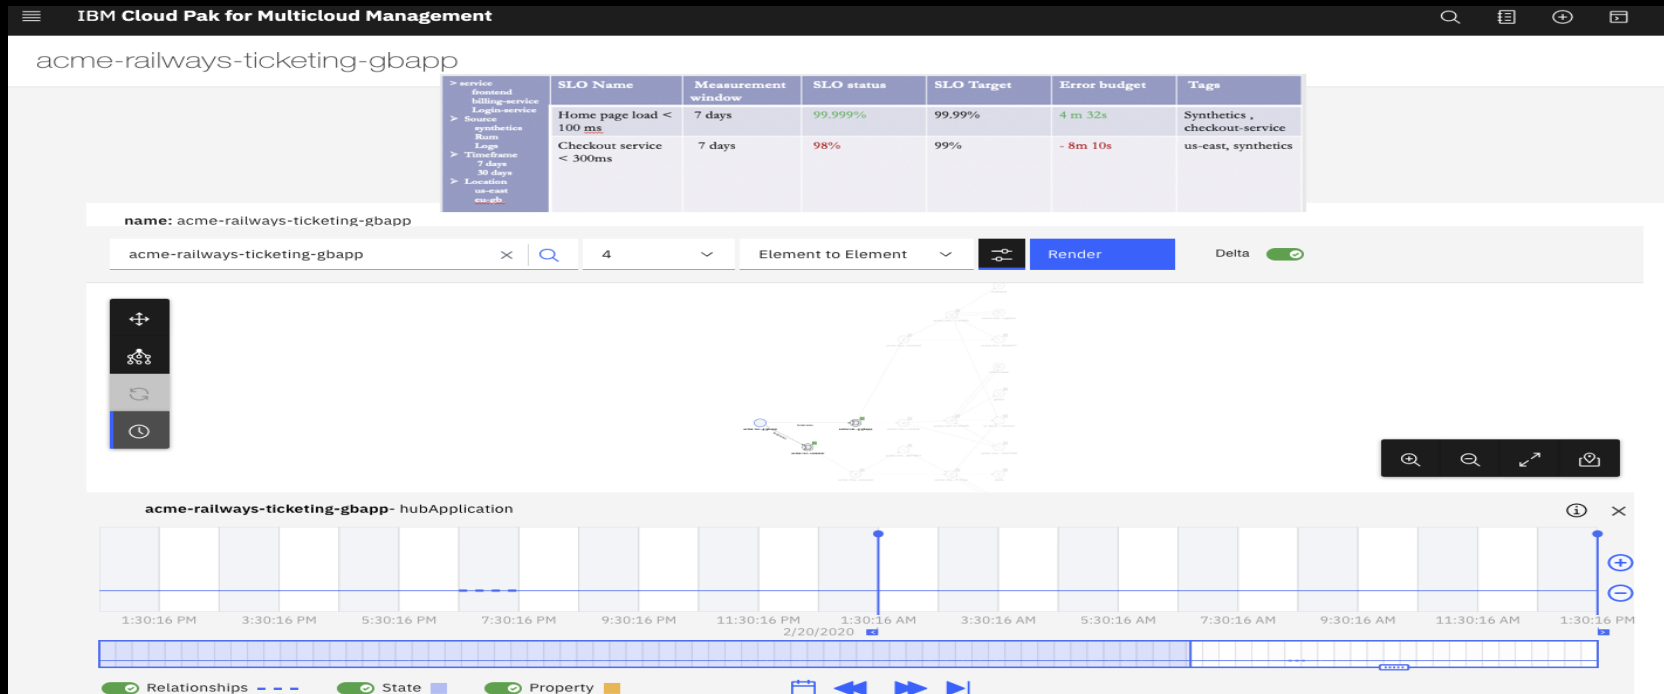 IBM Cloud Pak for Multicloud Management
acme-railways-ticketing-gbapp
> service
frontend
billing-service
Login-service
> Source
synthetics
Rum
Logs
> Timeframe
7 days
30 days
> Location
us-east
eu-gb
SLO Name Measurement window SLO status SLO Target Error budget Tags
Home page load < 100 ms 7 days 99.999% 99.99% 4 m 32s Synthetics , checkout-service
Checkout service < 300ms 7 days 98% 99% - 8m 10s us-east, synthetics
name: acme-railways-ticketing-gbapp
acme-railways-ticketing-gbapp 4 Element to Element Render Delta
acme-railways-ticketing-gbapp- hubApplication
1:30:16 PM 3:30:16 PM 5:30:16 PM 7:30:16 PM 9:30:16 PM 11:30:16 PM 1:30:16 AM 3:30:16 AM 5:30:16 AM 7:30:16 AM 9:30:16 AM 11:30:16 AM 1:30:16 PM
2/20/2020
Relationships State Property